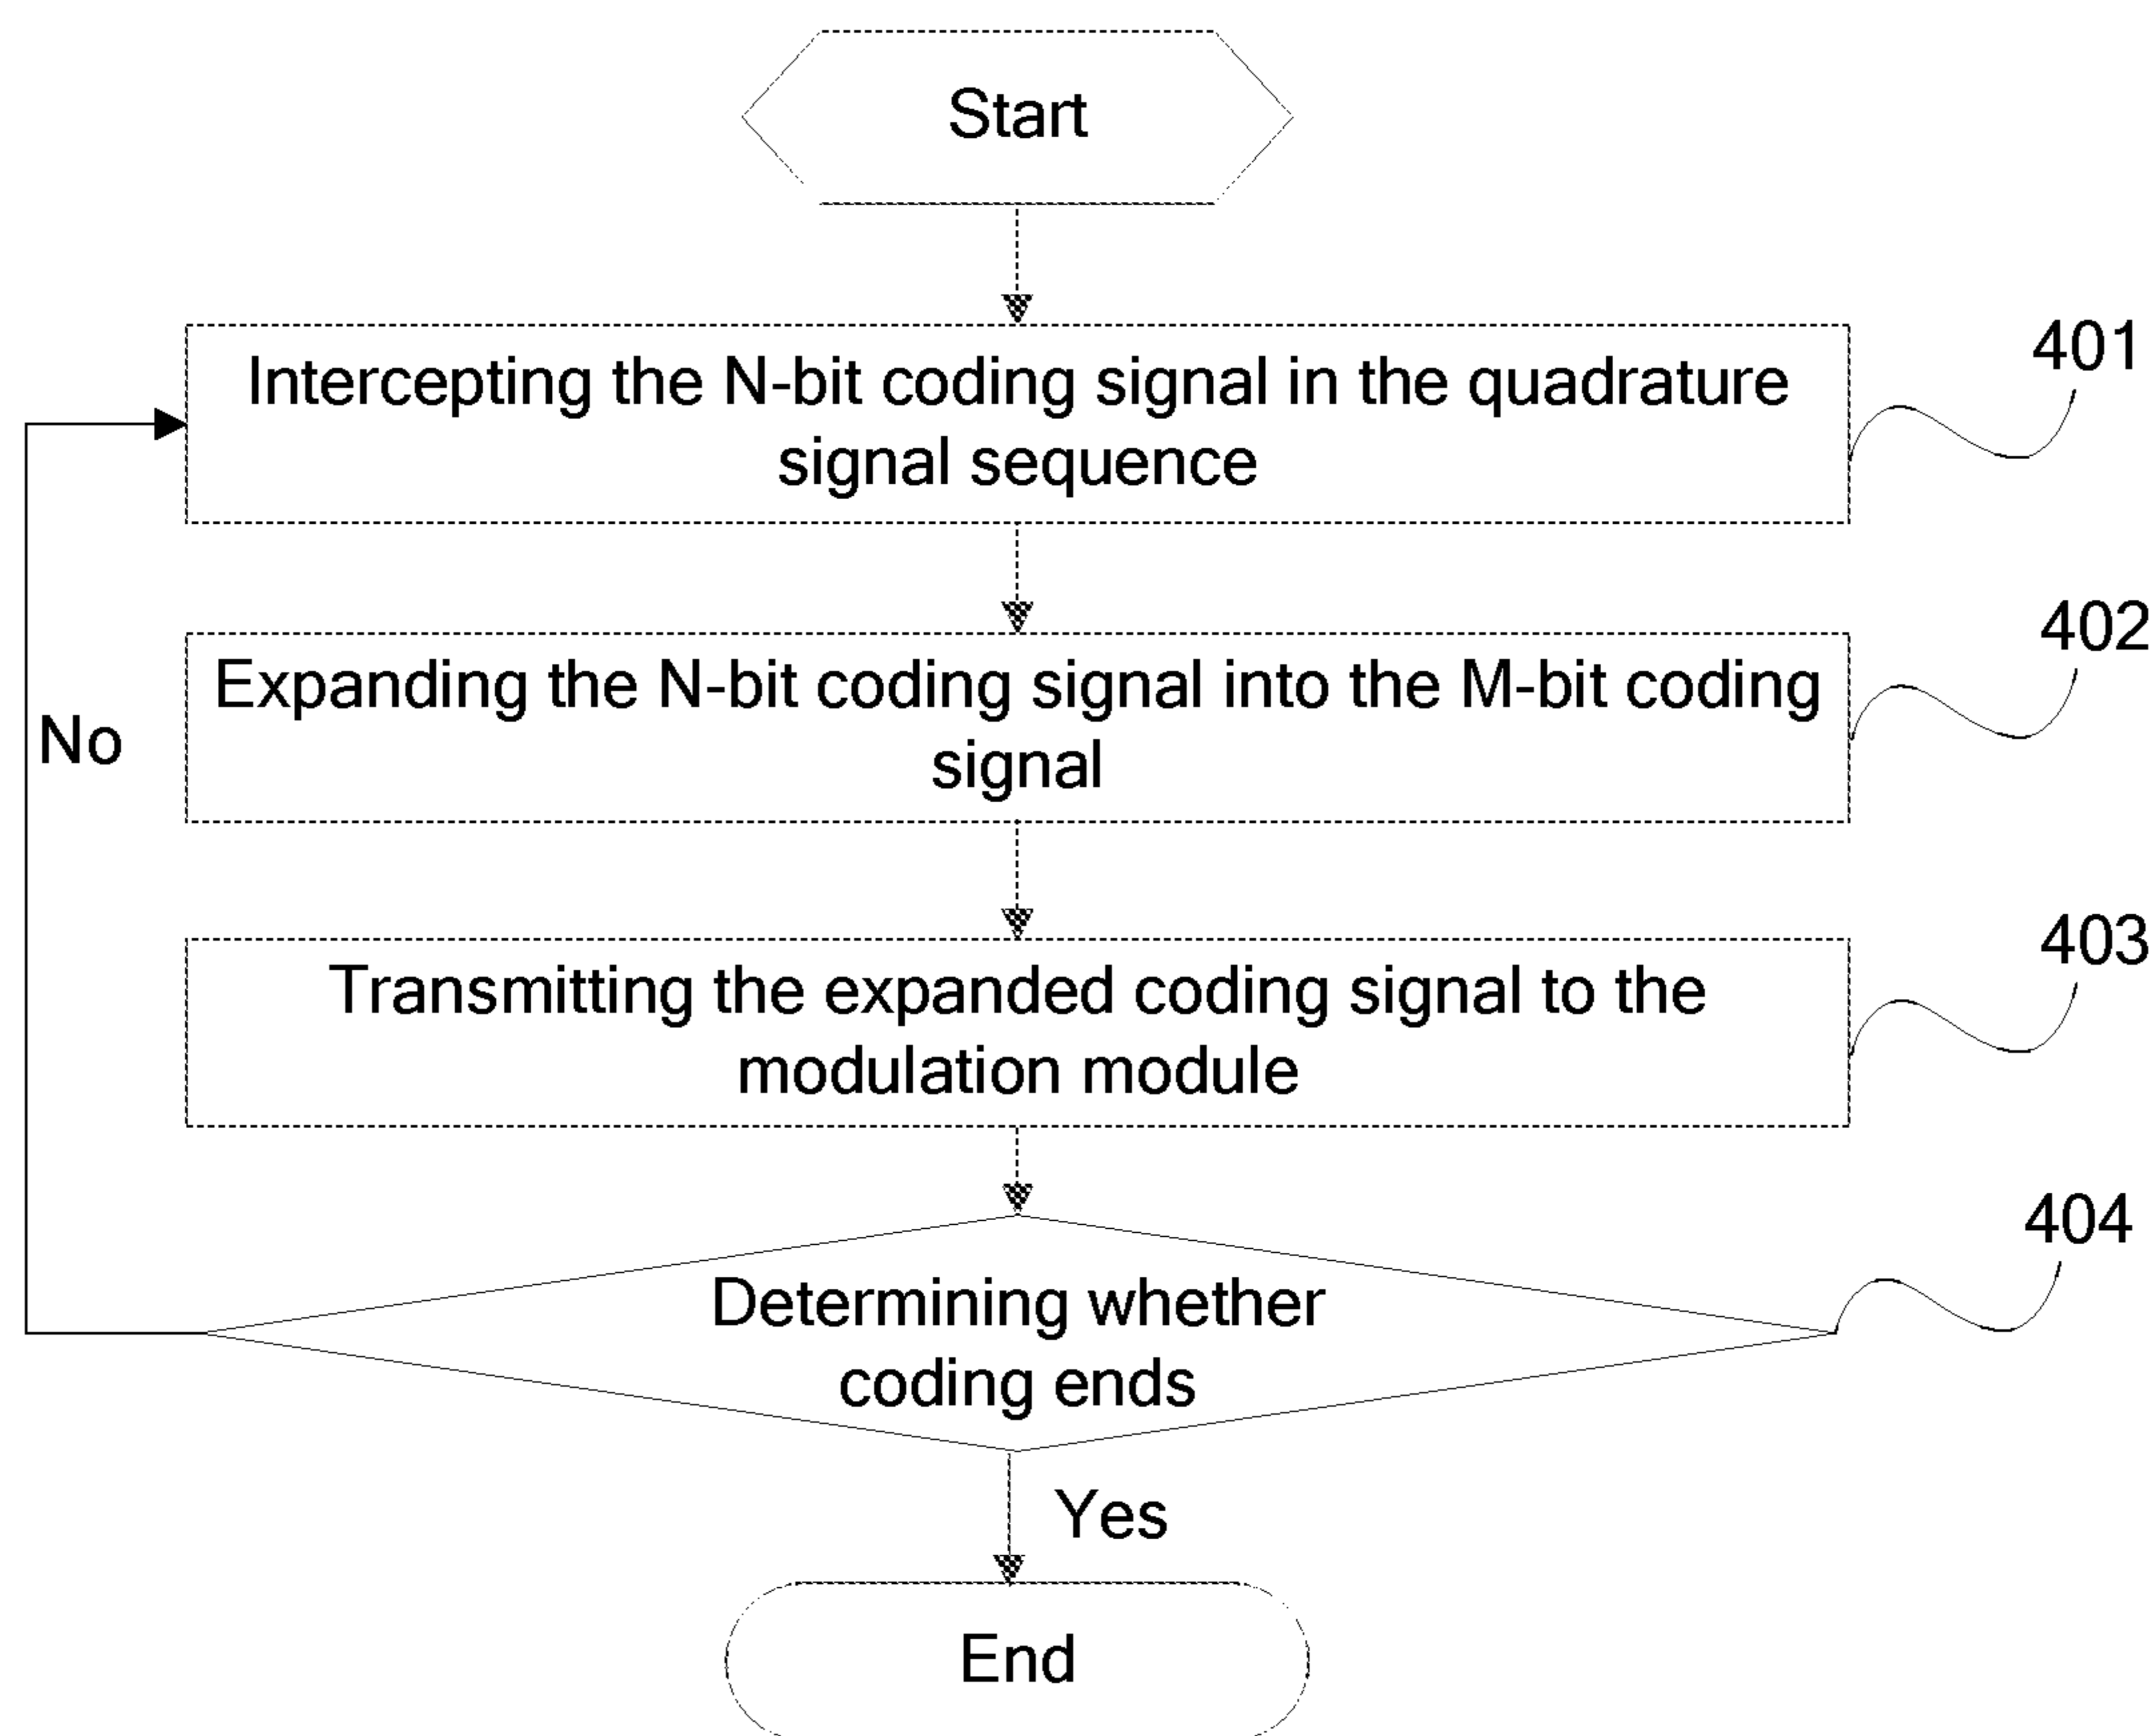 Start
Intercepting the N-bit coding signal in the quadrature
signal sequence
401
Expanding the N-bit coding signal into the M-bit coding
signal
402
No
Transmitting the expanded coding signal to the
modulation module
403
Determining whether
coding ends
404
Yes
End